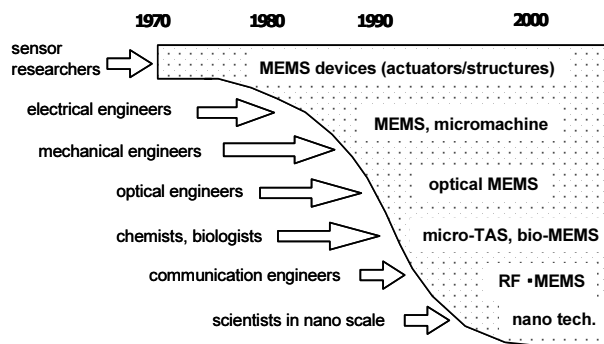 1970 1980 1990 2000
sensor
researchers
MEMS devices (actuators/structures)
electrical engineers
MEMS, micromachine
mechanical engineers
optical engineers
optical MEMS
chemists, biologists
micro-TAS, bio-MEMS
communication engineers
RF・MEMS
scientists in nano scale
nano tech.